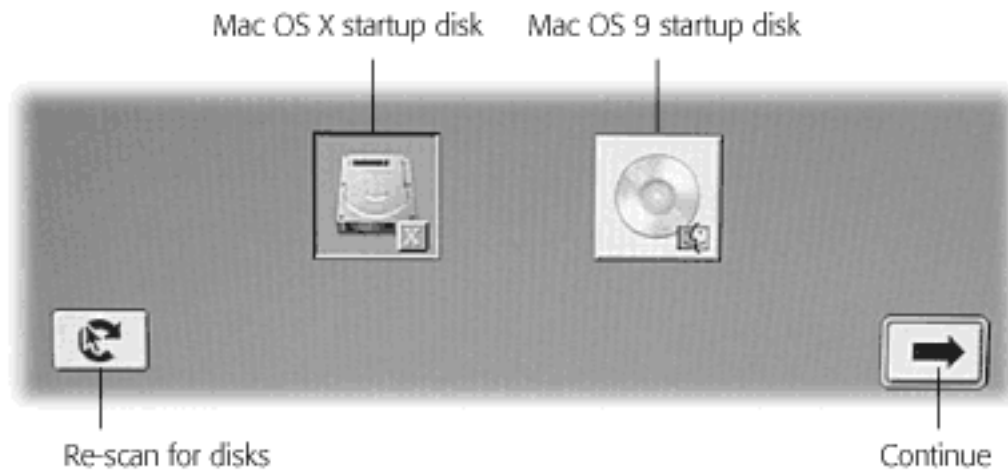 Mac OS X startup disk
Mac OS 9 startup disk
X
Re-scan for disks
Continue